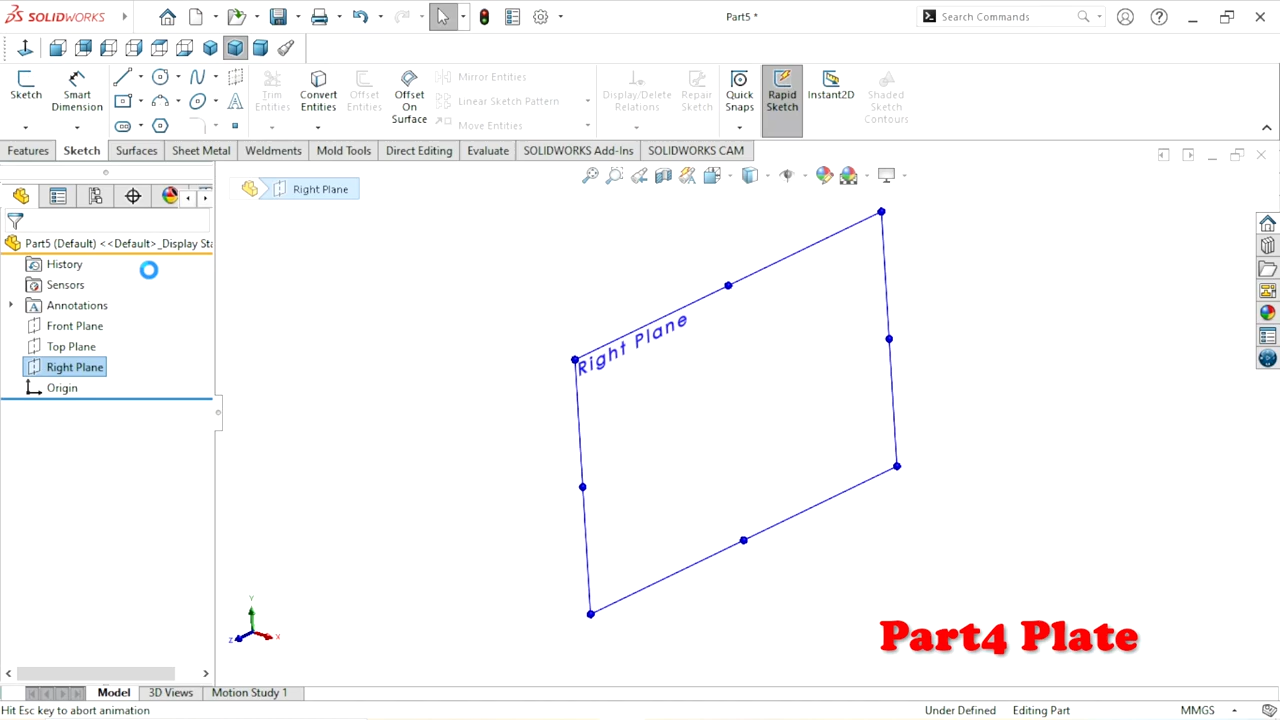 SOLIDWORKS
Part5 *
Search Commands
Sketch
Smart
Dimension
Trim
Entities
Convert
Entities
Offset
Entities
Offset
On
Surface
Mirror Entities
Linear Sketch Pattern
Move Entities
Display/Delete
Relations
Repair
Sketch
Quick
Snaps
Rapid
Sketch
Instant2D
Shaded
Sketch
Contours
Features
Sketch
Surfaces
Sheet Metal
Weldments
Mold Tools
Direct Editing
Evaluate
SOLIDWORKS Add-Ins
SOLIDWORKS CAM
Right Plane
Part5 (Default) <<Default>_Display Sta
History
Sensors
Annotations
Front Plane
Top Plane
Right Plane
Origin
Right Plane
Y
Z
X
Part4 Plate
Model
3D Views
Motion Study 1
Hit Esc key to abort animation
Under Defined
Editing Part
MMGS